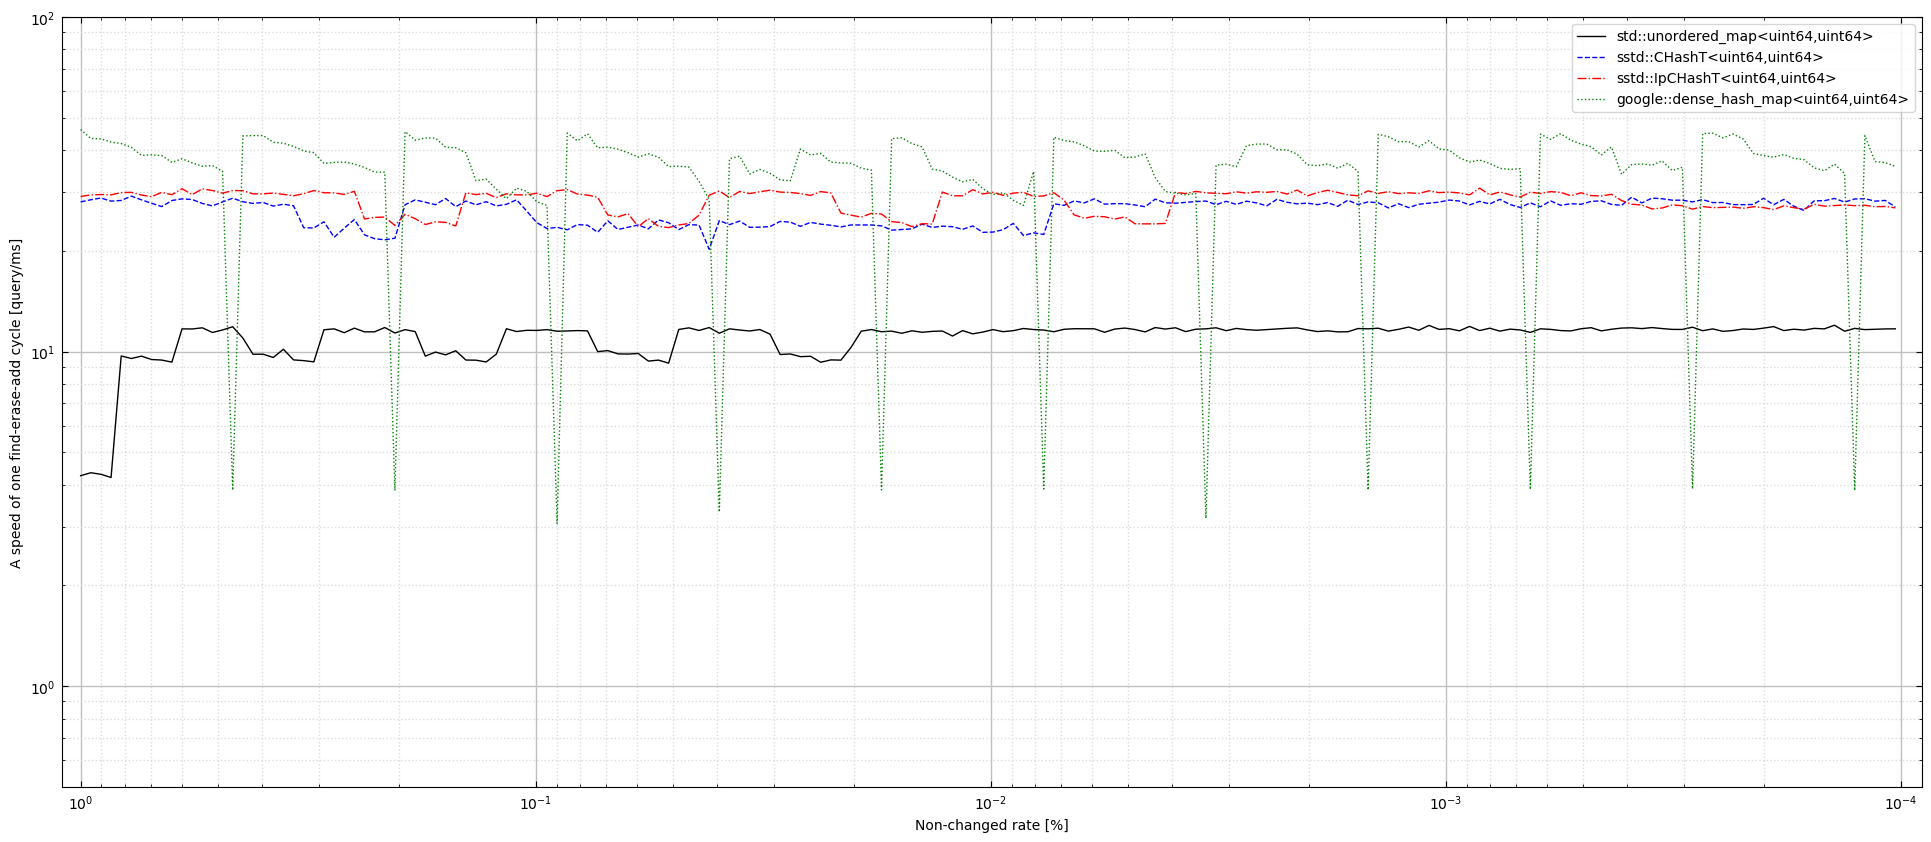 10²
10¹
10⁰
A speed of one find-erase-add cycle [query/ms]
std::unordered_map<uint64,uint64>
sstd::CHashT<uint64,uint64>
sstd::IpCHashT<uint64,uint64>
google::dense_hash_map<uint64,uint64>
10⁰ 10⁻¹ 10⁻² 10⁻³ 10⁻⁴
Non-changed rate [%]